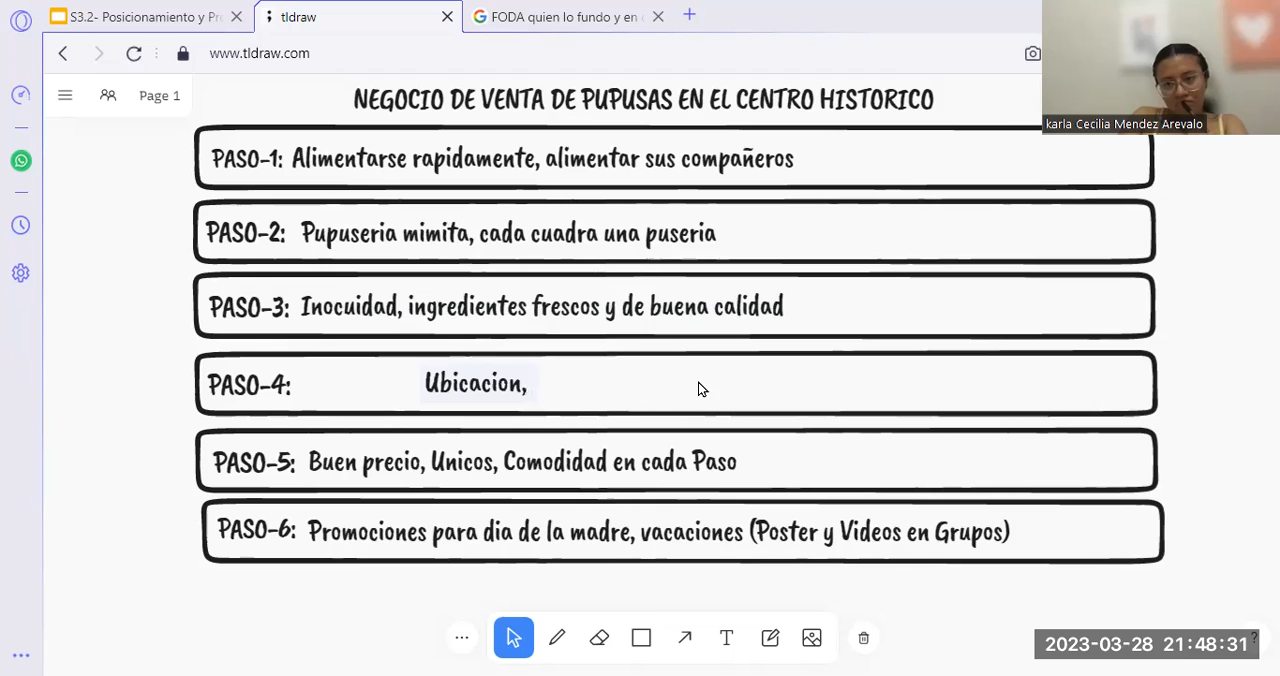 S3.2- Posicionamiento y Pr
tldraw
FODA quien lo fundo y en
www.tldraw.com
Page 1
karla Cecilia Mendez Arevalo
NEGOCIO DE VENTA DE PUPUSAS EN EL CENTRO HISTORICO
PASO-1: Alimentarse rapidamente, alimentar sus compañeros
PASO-2: Pupuseria mimita, cada cuadra una puseria
PASO-3: Inocuidad, ingredientes frescos y de buena calidad
PASO-4: Ubicacion,
PASO-5: Buen precio, Unicos, Comodidad en cada Paso
PASO-6: Promociones para dia de la madre, vacaciones (Poster y Videos en Grupos)
2023-03-28 21:48:31